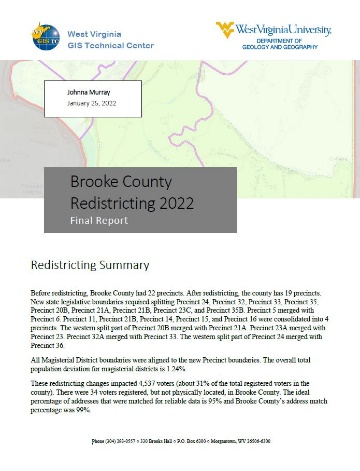 West Virginia
GIS Technical Center
West Virginia University,
DEPARTMENT OF
GEOLOGY AND GEOGRAPHY
Johnna Murray
January 25, 2022
Brooke County
Redistricting 2022
Final Report
Redistricting Summary
Before redistricting, Brooke County had 22 precincts. After redistricting, the county has 19 precincts.
New state legislative boundaries required splitting Precinct 24, Precinct 32, Precinct 33, Precinct 35,
Precinct 20B, Precinct 21A, Precinct 21B, Precinct 23C, and Precinct 35B. Precinct 5 merged with
Precinct 6. Precinct 11, Precinct 21B, Precinct 14, Precinct 15, and Precinct 16 were consolidated into 4
precincts. The western split part of Precinct 20B merged with Precinct 21A. Precinct 23A merged with
Precinct 23. Precinct 32A merged with Precinct 33. The western split part of Precinct 24 merged with
Precinct 36.
All Magisterial District boundaries were aligned to the new Precinct boundaries. The overall total
population deviation for magisterial districts is 1.24%.
These redistricting changes impacted 4,537 voters (about 31% of the total registered voters in the
county). There were 34 voters registered, but not physically located, in Brooke County. The ideal
percentage of addresses that were matched for reliable data is 95% and Brooke County's address match
percentage was 99%.
Phone (304) 293-0557 o 330 Brooks Hall o P.O. Box 6300 o Morgantown, WV 26506-6300